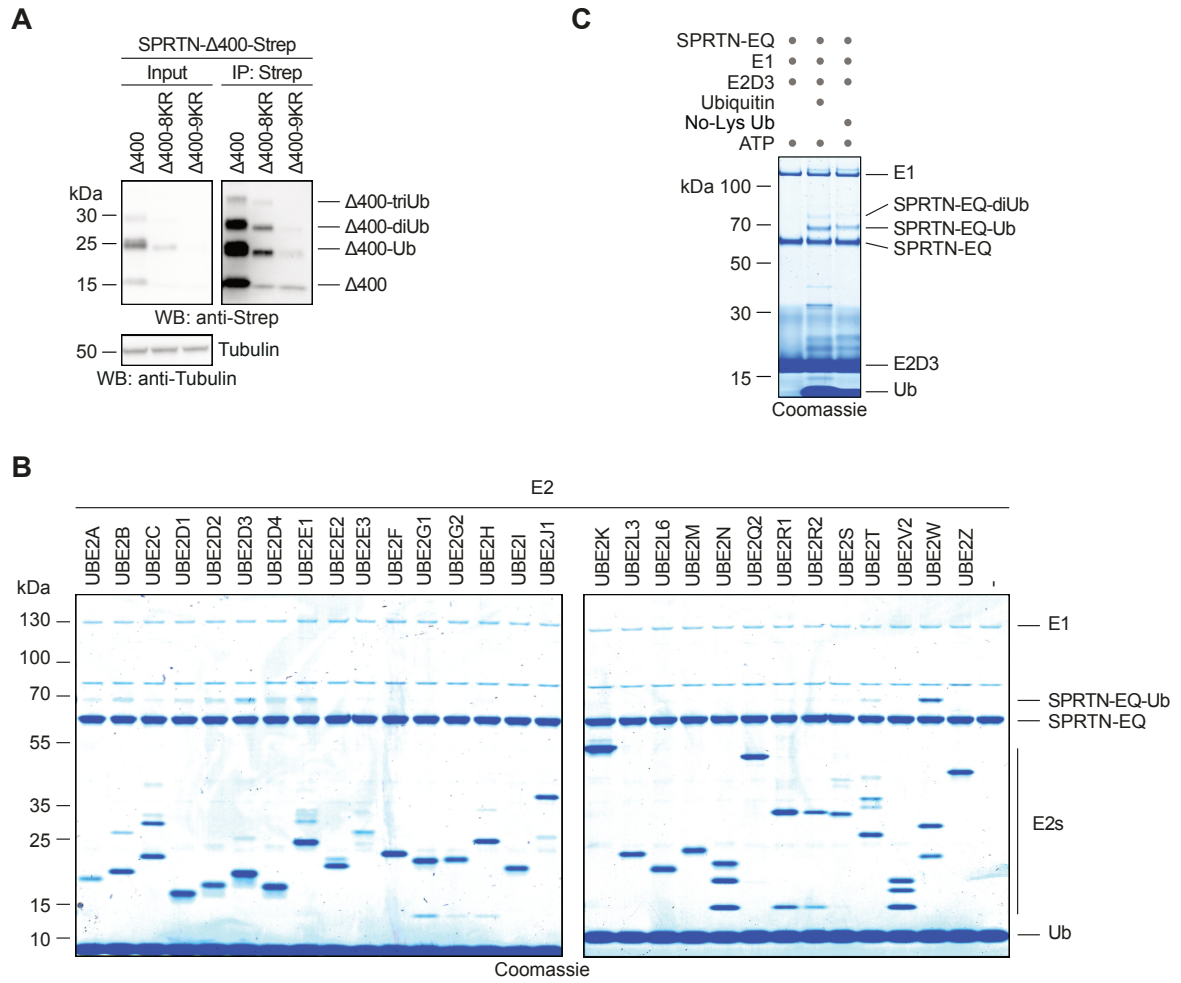 A
SPRTN-Δ400-Strep
Input
IP: Strep
Δ400
Δ400-8KR
Δ400-9KR
Δ400
Δ400-8KR
Δ400-9KR
kDa
30
25
15
Δ400-triUb
Δ400-diUb
Δ400-Ub
Δ400
WB: anti-Strep
50
Tubulin
WB: anti-Tubulin
C
SPRTN-EQ
E1
E2D3
Ubiquitin
No-Lys Ub
ATP
kDa 100
70
50
30
15
E1
SPRTN-EQ-diUb
SPRTN-EQ-Ub
SPRTN-EQ
E2D3
Ub
Coomassie
B
E2
UBE2A
UBE2B
UBE2C
UBE2D1
UBE2D2
UBE2D3
UBE2D4
UBE2E1
UBE2E2
UBE2E3
UBE2F
UBE2G1
UBE2G2
UBE2H
UBE2I
UBE2J1
UBE2K
UBE2L3
UBE2L6
UBE2M
UBE2N
UBE2Q2
UBE2R1
UBE2R2
UBE2S
UBE2T
UBE2V2
UBE2W
UBE2Z
-
kDa
130
100
70
55
35
25
15
10
E1
SPRTN-EQ-Ub
SPRTN-EQ
E2s
Ub
Coomassie